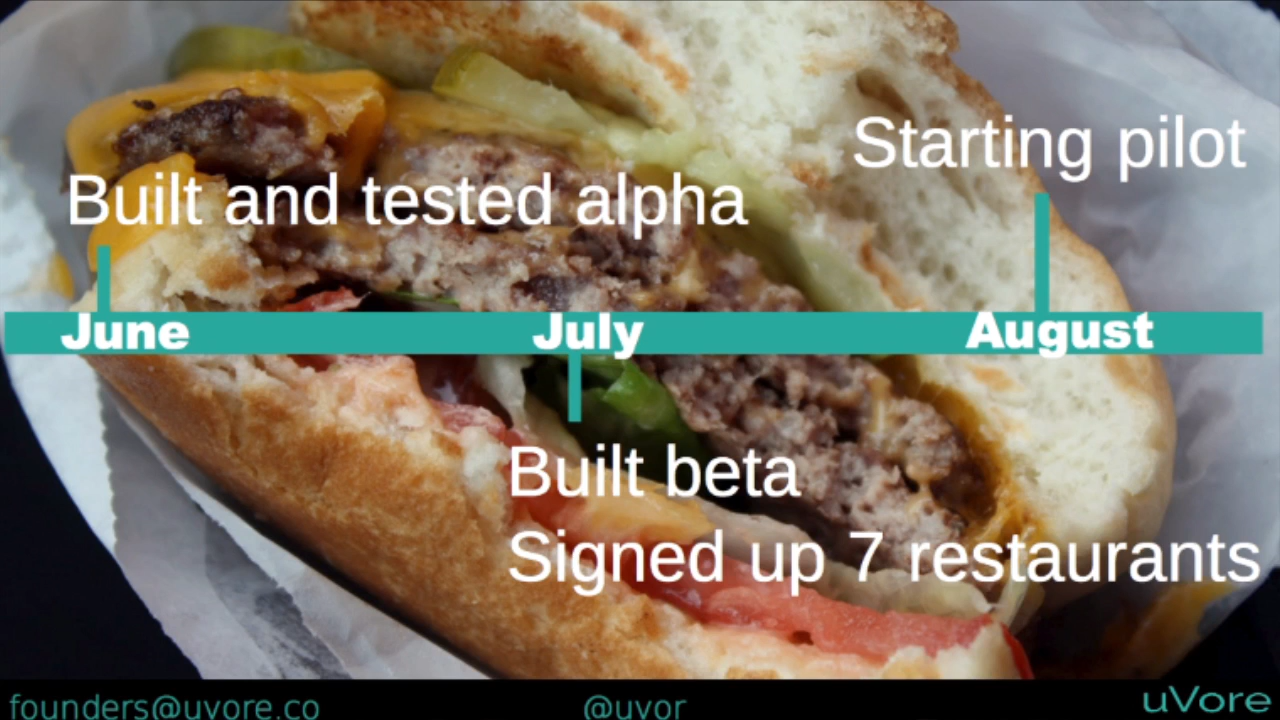 Starting pilot
Built and tested alpha
June July August
Built beta
Signed up 7 restaurants
founders@uvore.co @uvor uVore